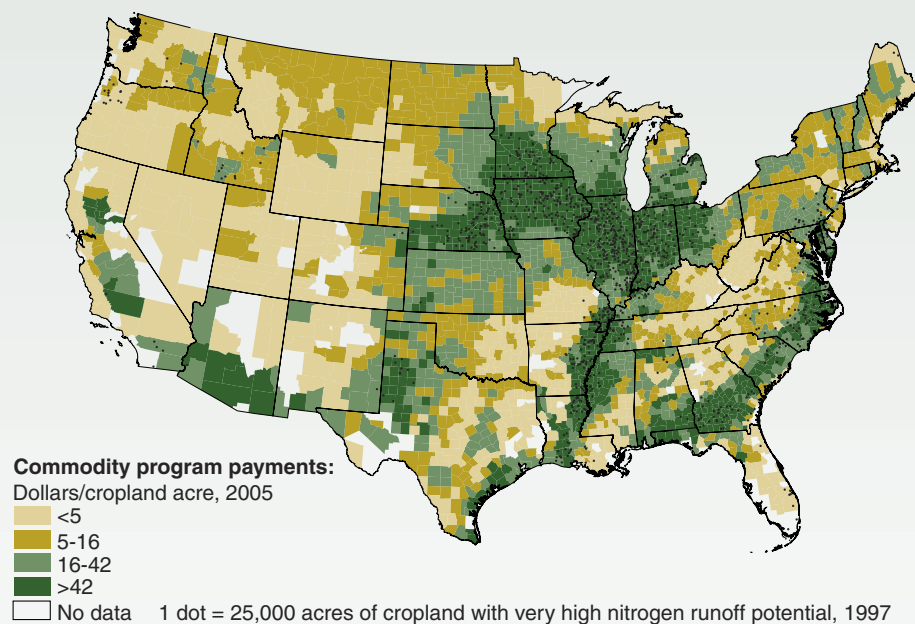 Commodity program payments:
Dollars/cropland acre, 2005
<5
5-16
16-42
>42
No data 1 dot = 25,000 acres of cropland with very high nitrogen runoff potential, 1997